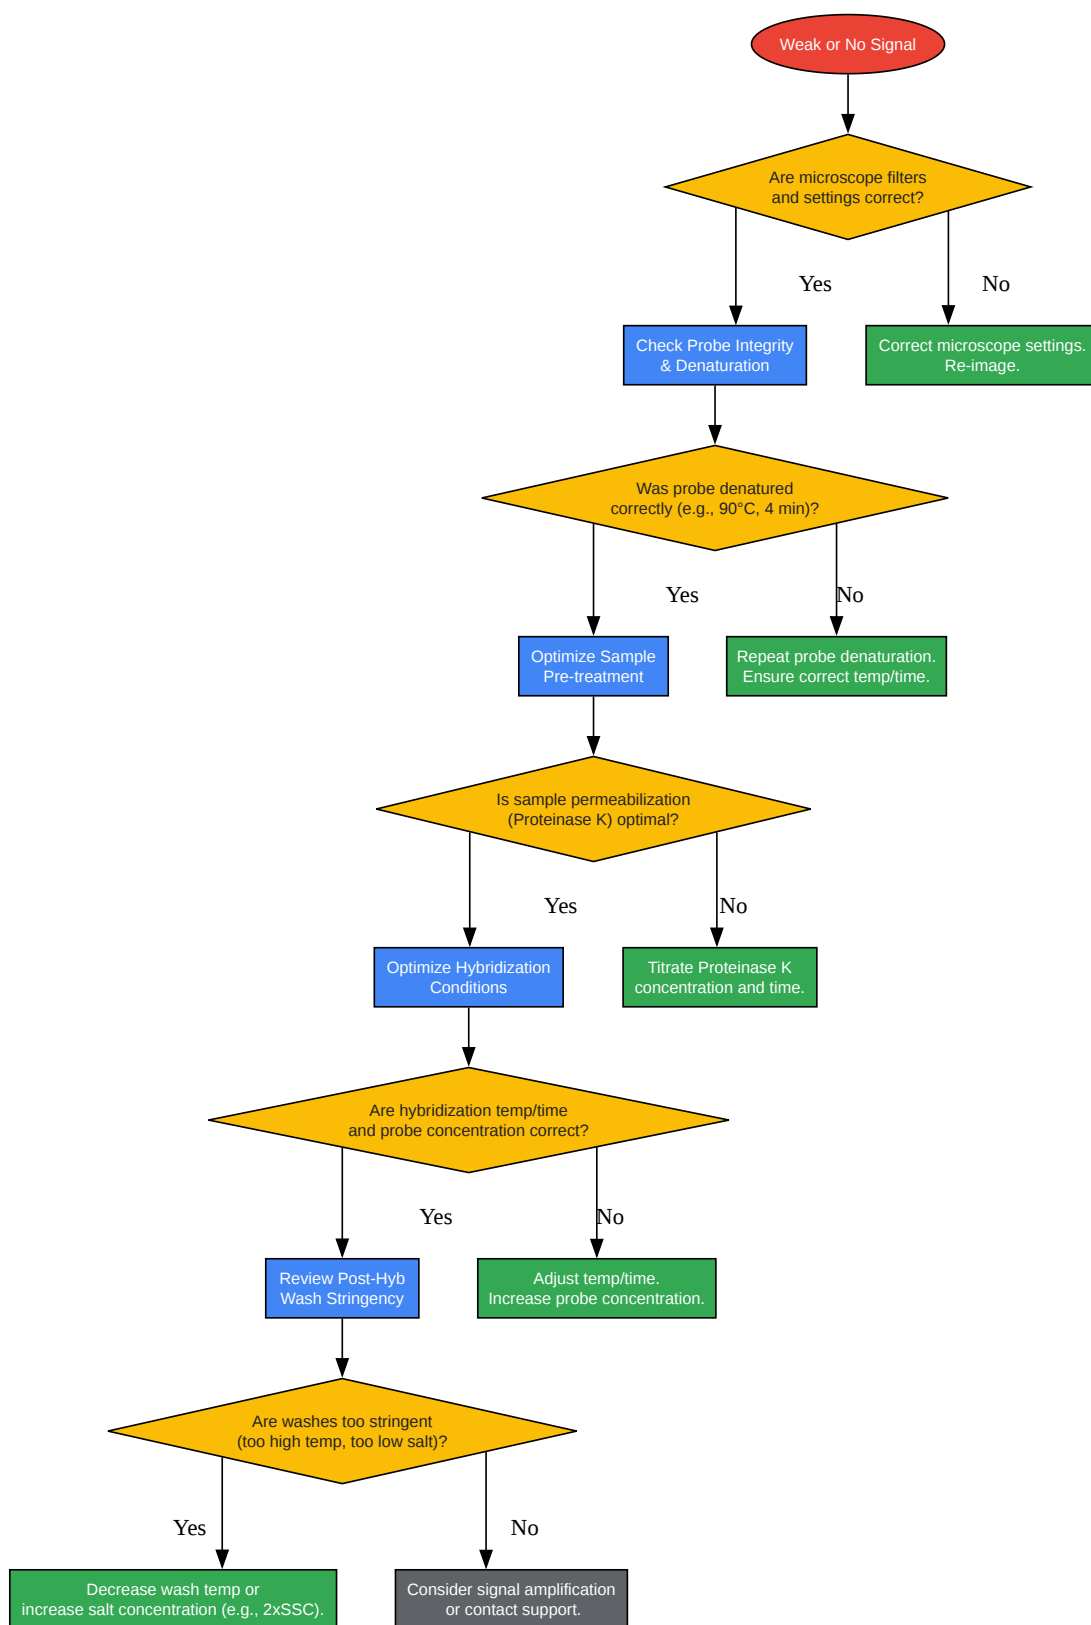 Weak or No Signal
Are microscope filters
and settings correct?
Yes
No
Check Probe Integrity
& Denaturation
Correct microscope settings.
Re-image.
Was probe denatured
correctly (e.g., 90°C, 4 min)?
Yes
No
Optimize Sample
Pre-treatment
Repeat probe denaturation.
Ensure correct temp/time.
Is sample permeabilization
(Proteinase K) optimal?
Yes
No
Optimize Hybridization
Conditions
Titrate Proteinase K
concentration and time.
Are hybridization temp/time
and probe concentration correct?
Yes
No
Review Post-Hyb
Wash Stringency
Adjust temp/time.
Increase probe concentration.
Are washes too stringent
(too high temp, too low salt)?
Yes
No
Decrease wash temp or
increase salt concentration (e.g., 2xSSC).
Consider signal amplification
or contact support.